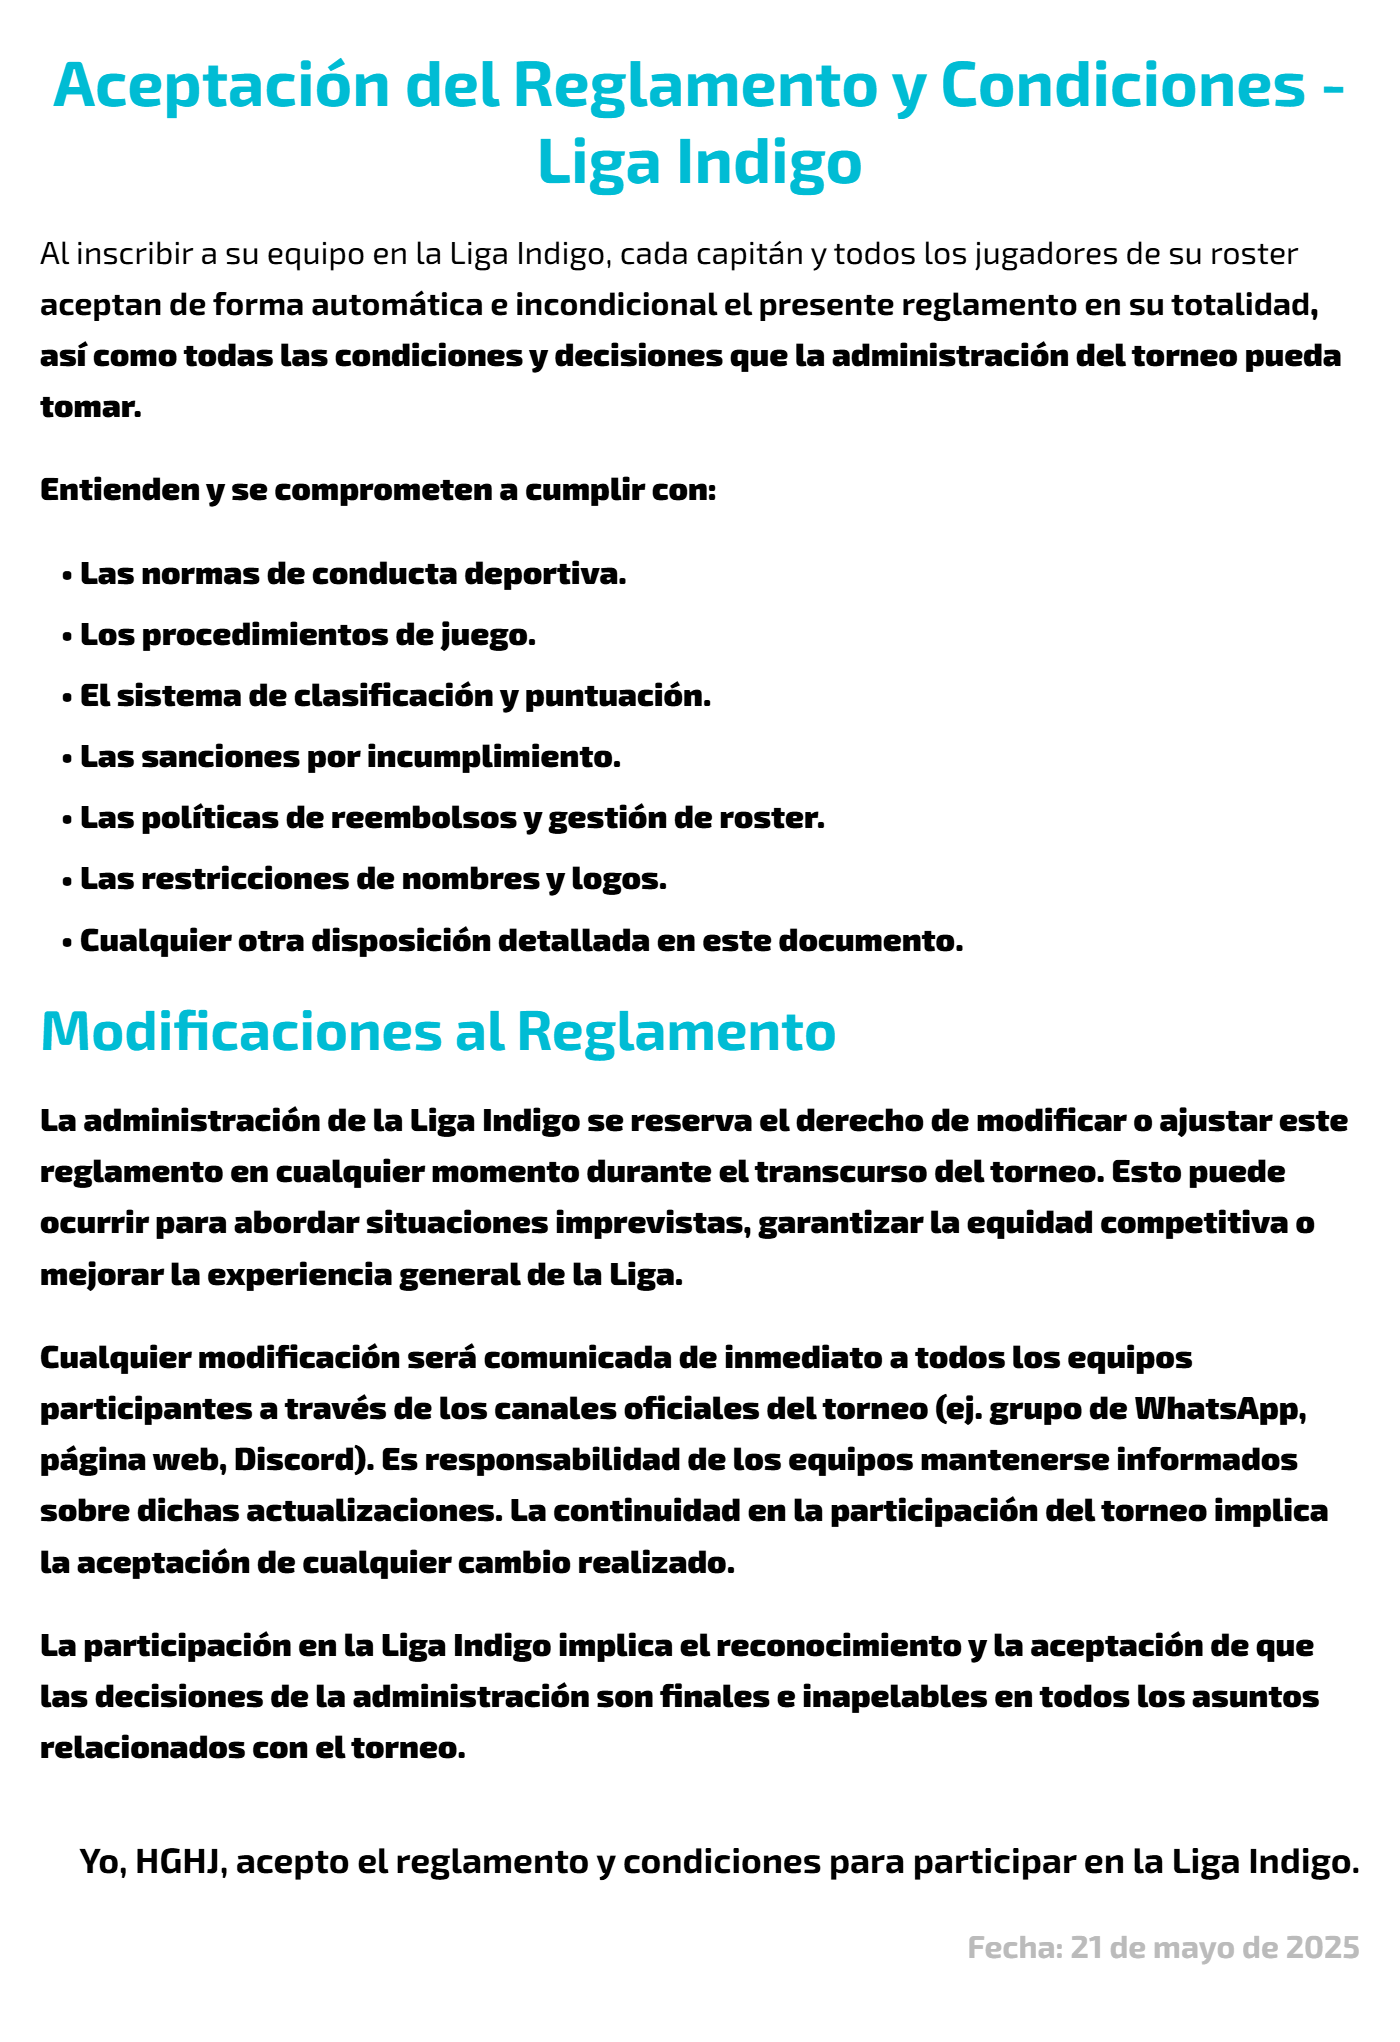 Aceptación del Reglamento y Condiciones -
Liga Indigo
Al inscribir a su equipo en la Liga Indigo, cada capitán y todos los jugadores de su roster
aceptan de forma automática e incondicional el presente reglamento en su totalidad,
así como todas las condiciones y decisiones que la administración del torneo pueda
tomar.
Entienden y se comprometen a cumplir con:
• Las normas de conducta deportiva.
• Los procedimientos de juego.
• El sistema de clasificación y puntuación.
• Las sanciones por incumplimiento.
• Las políticas de reembolsos y gestión de roster.
• Las restricciones de nombres y logos.
• Cualquier otra disposición detallada en este documento.
Modificaciones al Reglamento
La administración de la Liga Indigo se reserva el derecho de modificar o ajustar este
reglamento en cualquier momento durante el transcurso del torneo. Esto puede
ocurrir para abordar situaciones imprevistas, garantizar la equidad competitiva o
mejorar la experiencia general de la Liga.
Cualquier modificación será comunicada de inmediato a todos los equipos
participantes a través de los canales oficiales del torneo (ej. grupo de WhatsApp,
página web, Discord). Es responsabilidad de los equipos mantenerse informados
sobre dichas actualizaciones. La continuidad en la participación del torneo implica
la aceptación de cualquier cambio realizado.
La participación en la Liga Indigo implica el reconocimiento y la aceptación de que
las decisiones de la administración son finales e inapelables en todos los asuntos
relacionados con el torneo.
Yo, HGHJ, acepto el reglamento y condiciones para participar en la Liga Indigo.
Fecha: 21 de mayo de 2025